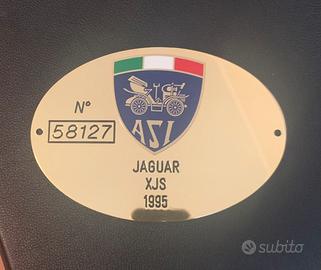 N°
58127
ASI
JAGUAR
XJS
1995
subito